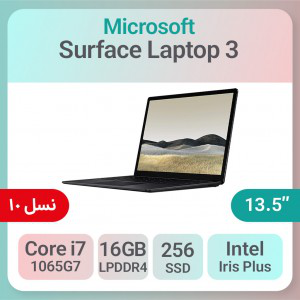 Microsoft
Surface Laptop 3
نسل ۱۰
13.5″
Core i7
1065G7
16GB
LPDDR4
256
SSD
Intel
Iris Plus